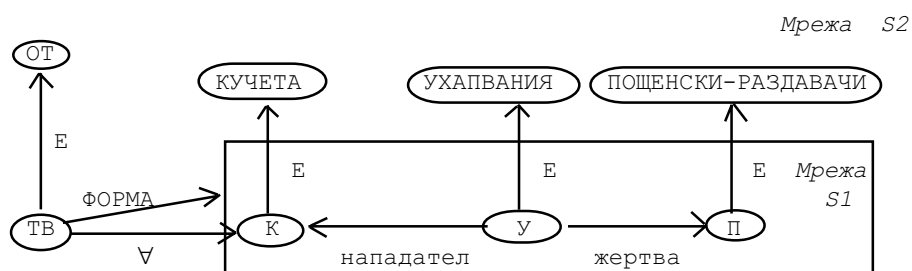 Мрежа S2
ОТ
КУЧЕТА УХАПВАНИЯ ПОЩЕНСКИ-РАЗДАВАЧИ
Е
Е Е Е Мрежа
S1
ФОРМА
ТВ К У П
∀ нападател жертва